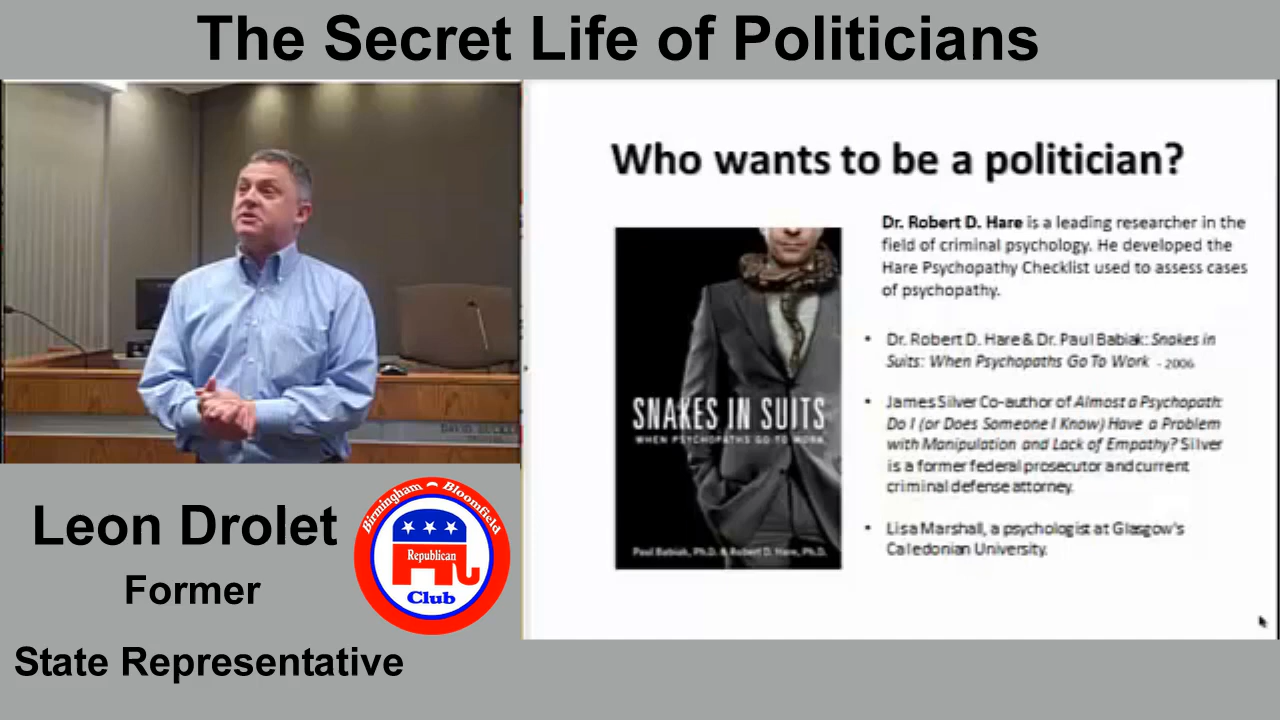 The Secret Life of Politicians
Who wants to be a politician?
Dr. Robert D. Hare is a leading researcher in the
field of criminal psychology. He developed the
Hare Psychopathy Checklist used to assess cases
of psychopathy.
• Dr. Robert D. Hare & Dr. Paul Babiak: Snakes in
Suits: When Psychopaths Go To Work - 2006
• James Silver Co-author of Almost a Psychopath:
Do I (or Does Someone I Know) Have a Problem
with Manipulation and Lack of Empathy? Silver
is a former federal prosecutor and current
criminal defense attorney.
• Lisa Marshall, a psychologist at Glasgow's
Caledonian University.
SNAKES IN SUITS
WHEN PSYCHOPATHS GO TO WORK
Paul Babiak, Ph.D. & Robert D. Hare, Ph.D.
DAVID
Leon Drolet
Former
State Representative
Birmingham Bloomfield
Republican
Club